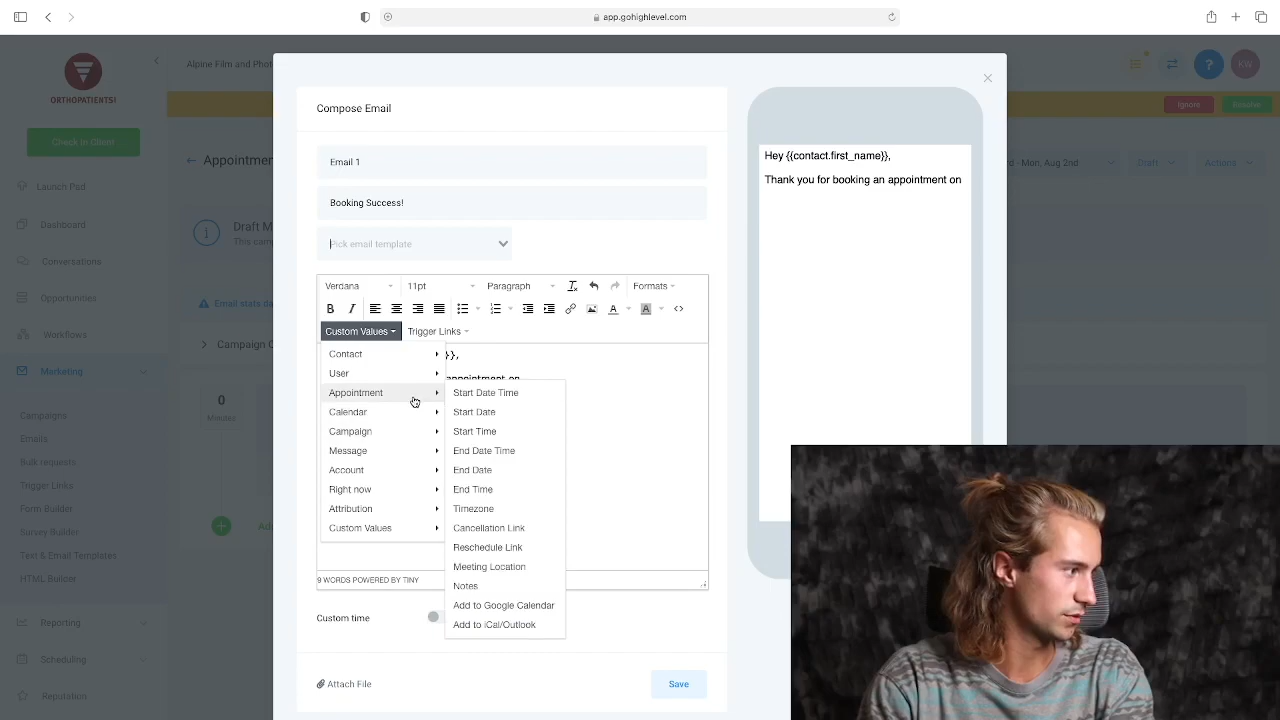 app.gohighlevel.com
Alpine Film and Phot
KW
ORTHOPATIENTS!
Ignore
Check in Client
Launch Pad
Dashboard
Conversations
Opportunities
Workflows
Marketing
Campaigns
Emails
Bulk requests
Trigger Links
Form Builder
Survey Builder
Text & Email Templates
HTML Builder
Reporting
Scheduling
Reputation
Appointment
d - Mon, Aug 2nd
Draft
Actions
Draft M
This cam
Email stats da
Campaign C
0
Minutes
Ad
Compose Email
Email 1
Booking Success!
Pick email template
Verdana
11pt
Paragraph
Formats
Custom Values
Trigger Links
}},
appointment on
Contact
User
Appointment
Calendar
Campaign
Message
Account
Right now
Attribution
Custom Values
Start Date Time
Start Date
Start Time
End Date Time
End Date
End Time
Timezone
Cancellation Link
Reschedule Link
Meeting Location
Notes
Add to Google Calendar
Add to iCal/Outlook
9 WORDS POWERED BY TINY
Custom time
Attach File
Save
Hey {{contact.first_name}},
Thank you for booking an appointment on